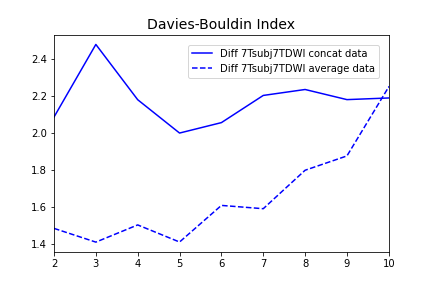 Davies-Bouldin Index
Diff 7Tsubj7TDWI concat data
Diff 7Tsubj7TDWI average data
2.4
2.2
2.0
1.8
1.6
1.4
2 3 4 5 6 7 8 9 10